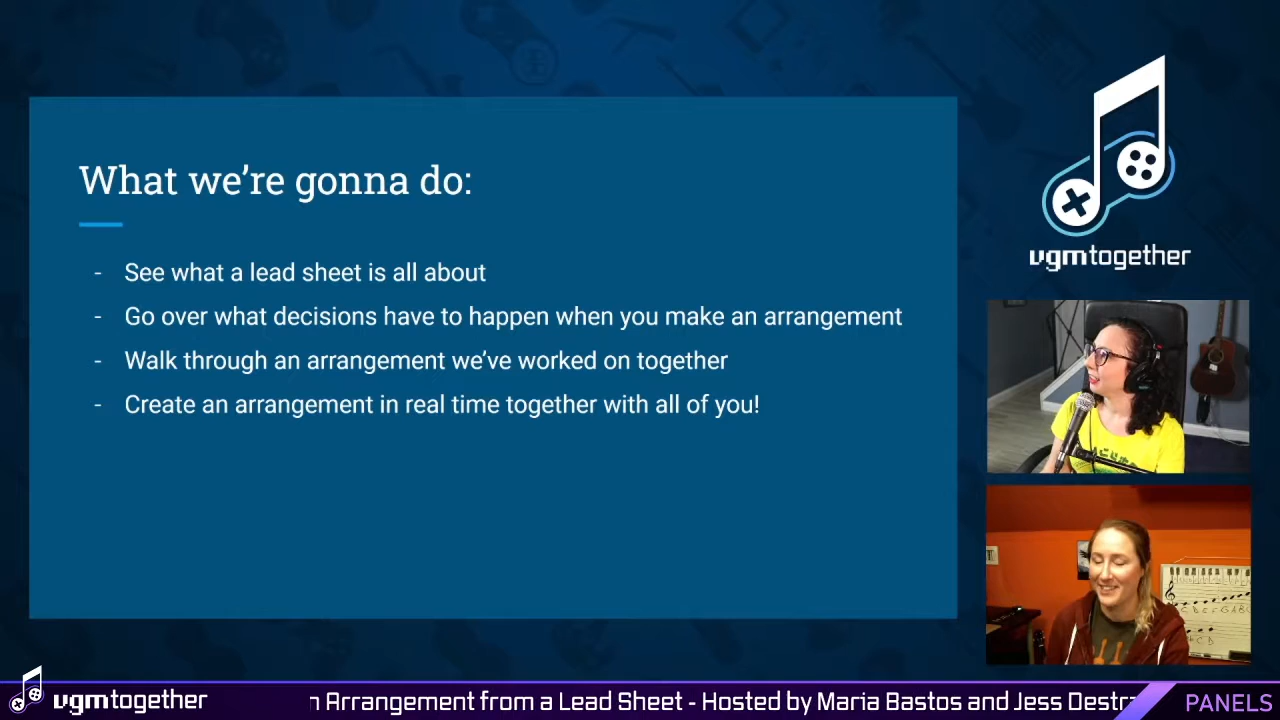 What we're gonna do:
- See what a lead sheet is all about
- Go over what decisions have to happen when you make an arrangement
- Walk through an arrangement we've worked on together
- Create an arrangement in real time together with all of you!
vgmtogether
vgmtogether
Arrangement from a Lead Sheet - Hosted by Maria Bastos and Jess
PANELS